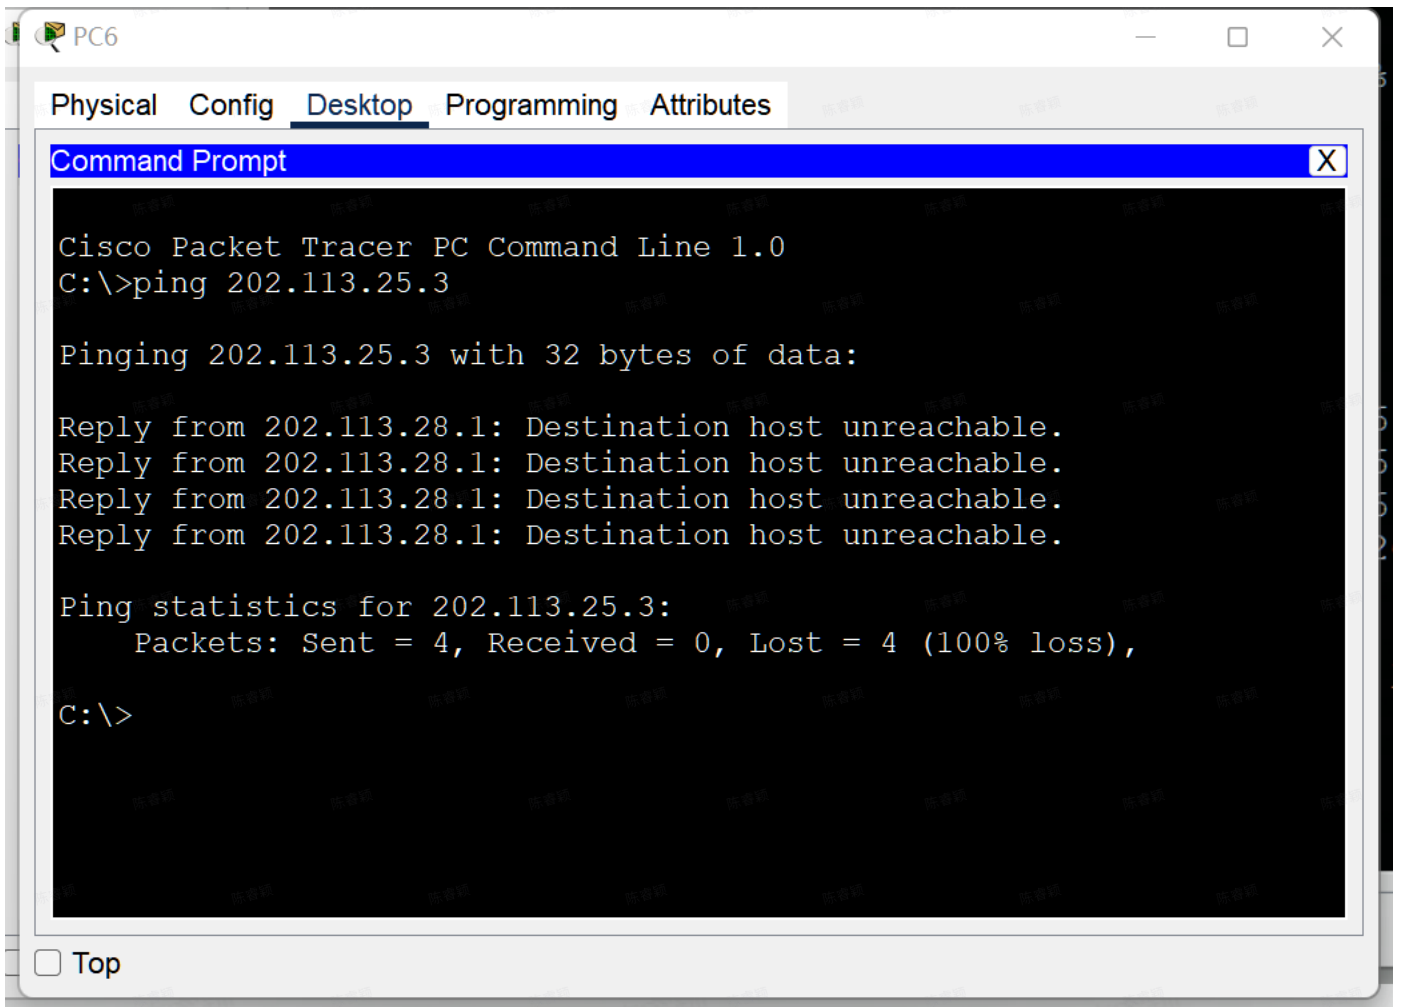 PC6
Physical Config Desktop Programming Attributes
Command Prompt X
Cisco Packet Tracer PC Command Line 1.0
C:\>ping 202.113.25.3
Pinging 202.113.25.3 with 32 bytes of data:
Reply from 202.113.28.1: Destination host unreachable.
Reply from 202.113.28.1: Destination host unreachable.
Reply from 202.113.28.1: Destination host unreachable.
Reply from 202.113.28.1: Destination host unreachable.
Ping statistics for 202.113.25.3:
Packets: Sent = 4, Received = 0, Lost = 4 (100% loss),
C:\>
Top